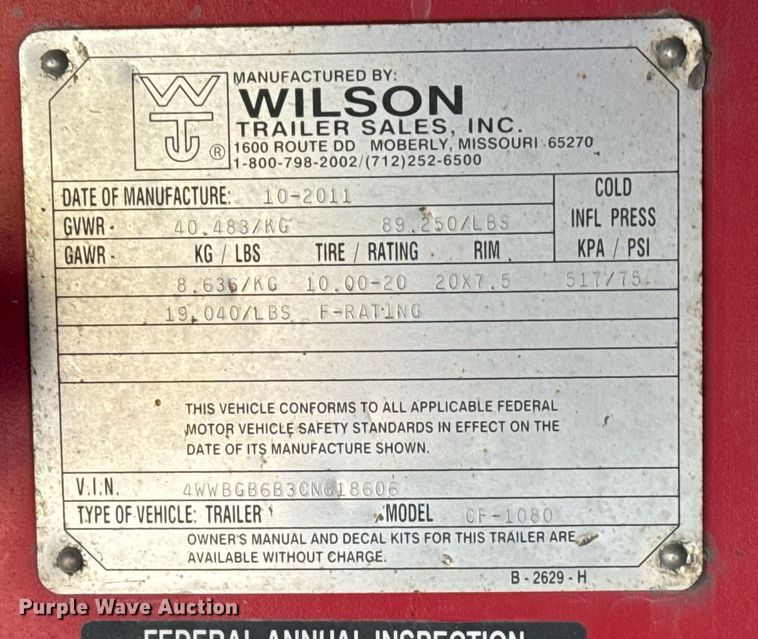 MANUFACTURED BY:
WILSON
TRAILER SALES, INC.
1600 ROUTE DD MOBERLY, MISSOURI 65270
1-800-798-2002/(712)252-6500
WT ®
DATE OF MANUFACTURE: 10-2011
COLD
INFL PRESS
KPA / PSI
GVWR - 40.483/KG 89.250/LBS
GAWR - KG / LBS TIRE / RATING RIM
8.636/KG 10.00-20 20X7.5 517/75.
19.040/LBS F-RATING
THIS VEHICLE CONFORMS TO ALL APPLICABLE FEDERAL
MOTOR VEHICLE SAFETY STANDARDS IN EFFECT ON THE
DATE OF ITS MANUFACTURE SHOWN.
V.I.N. 4WWBGB6B3CN618606
TYPE OF VEHICLE: TRAILER MODEL CF-1080
OWNER'S MANUAL AND DECAL KITS FOR THIS TRAILER ARE
AVAILABLE WITHOUT CHARGE.
B - 2629 - H
Purple Wave Auction
FEDERAL ANNUAL INSPECTION